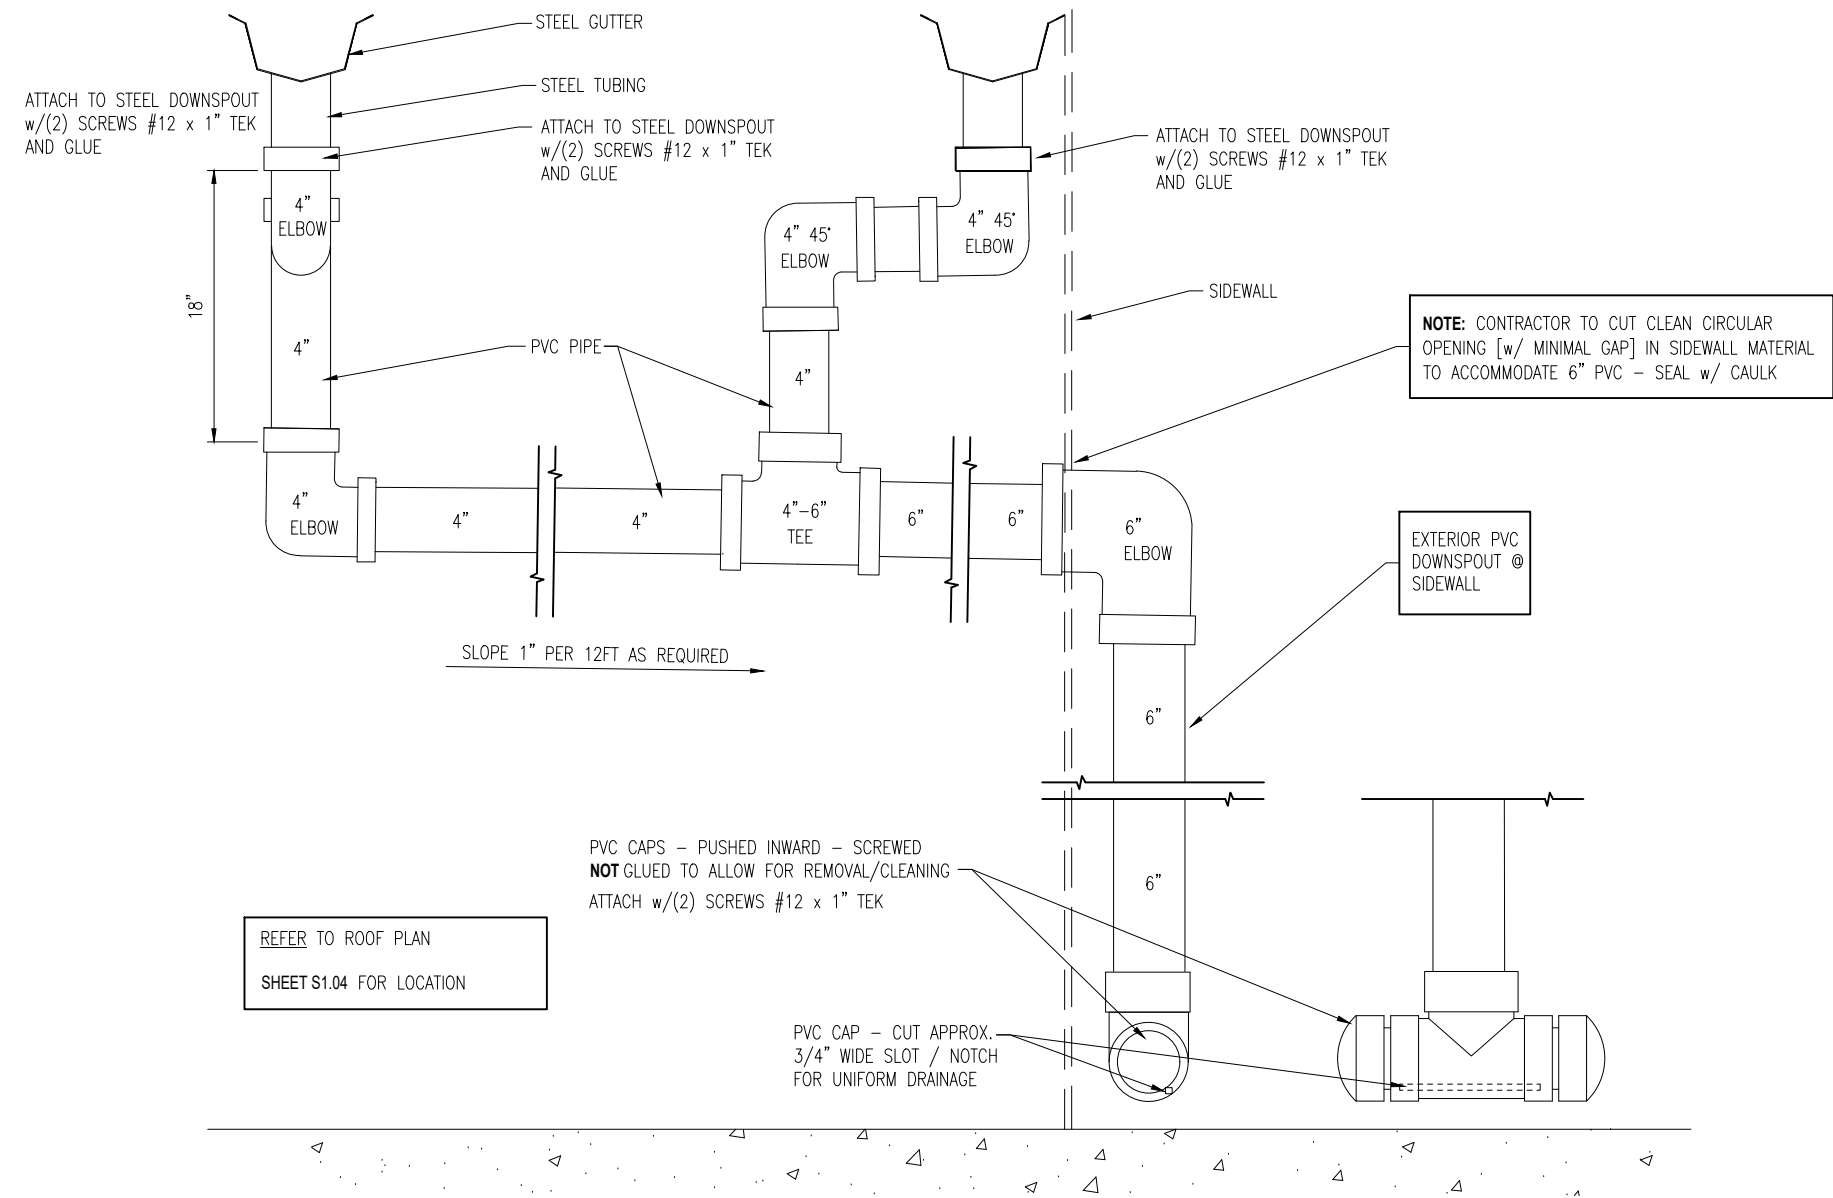 STEEL GUTTER
STEEL TUBING
ATTACH TO STEEL DOWNSPOUT
w/(2) SCREWS #12 x 1" TEK
AND GLUE
ATTACH TO STEEL DOWNSPOUT
w/(2) SCREWS #12 x 1" TEK
AND GLUE
ATTACH TO STEEL DOWNSPOUT
w/(2) SCREWS #12 x 1" TEK
AND GLUE
4"
ELBOW
4" 45°
ELBOW
4" 45°
ELBOW
18"
SIDEWALL
4"
PVC PIPE
4"
NOTE: CONTRACTOR TO CUT CLEAN CIRCULAR
OPENING [w/ MINIMAL GAP] IN SIDEWALL MATERIAL
TO ACCOMMODATE 6" PVC – SEAL w/ CAULK
4"
ELBOW
4"
4"
4"–6"
TEE
6"
6"
6"
ELBOW
EXTERIOR PVC
DOWNSPOUT @
SIDEWALL
SLOPE 1" PER 12FT AS REQUIRED
6"
PVC CAPS – PUSHED INWARD – SCREWED
NOT GLUED TO ALLOW FOR REMOVAL/CLEANING
ATTACH w/(2) SCREWS #12 x 1" TEK
6"
REFER TO ROOF PLAN
SHEET S1.04 FOR LOCATION
PVC CAP – CUT APPROX.
3/4" WIDE SLOT / NOTCH
FOR UNIFORM DRAINAGE